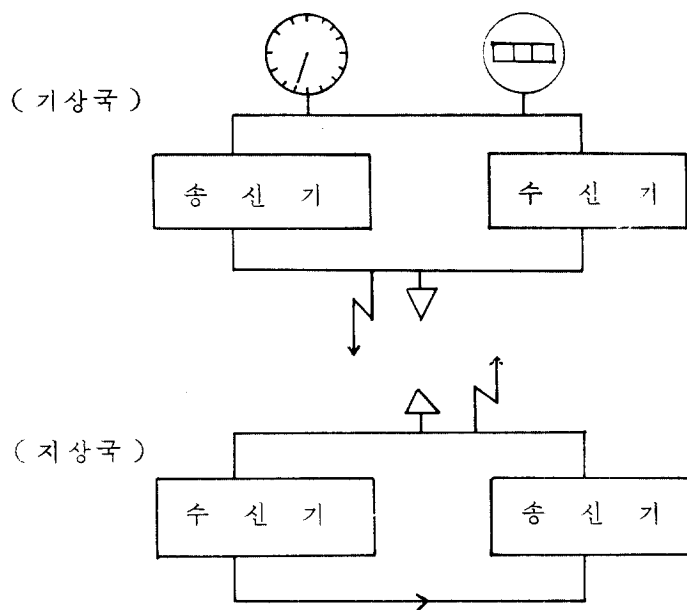 (기상국)
송 신 기
수 신 기
(지상국)
수 신 기
송 신 기